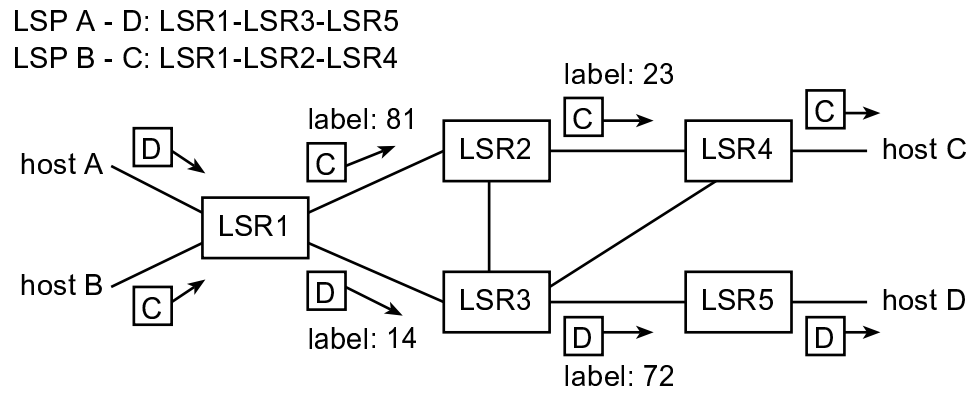 LSP A - D: LSR1-LSR3-LSR5
LSP B - C: LSR1-LSR2-LSR4
label: 23
C
C
label: 81
D
C
LSR2
LSR4
host C
host A
LSR1
host B
C
D
label: 14
LSR3
LSR5
host D
D
label: 72
D